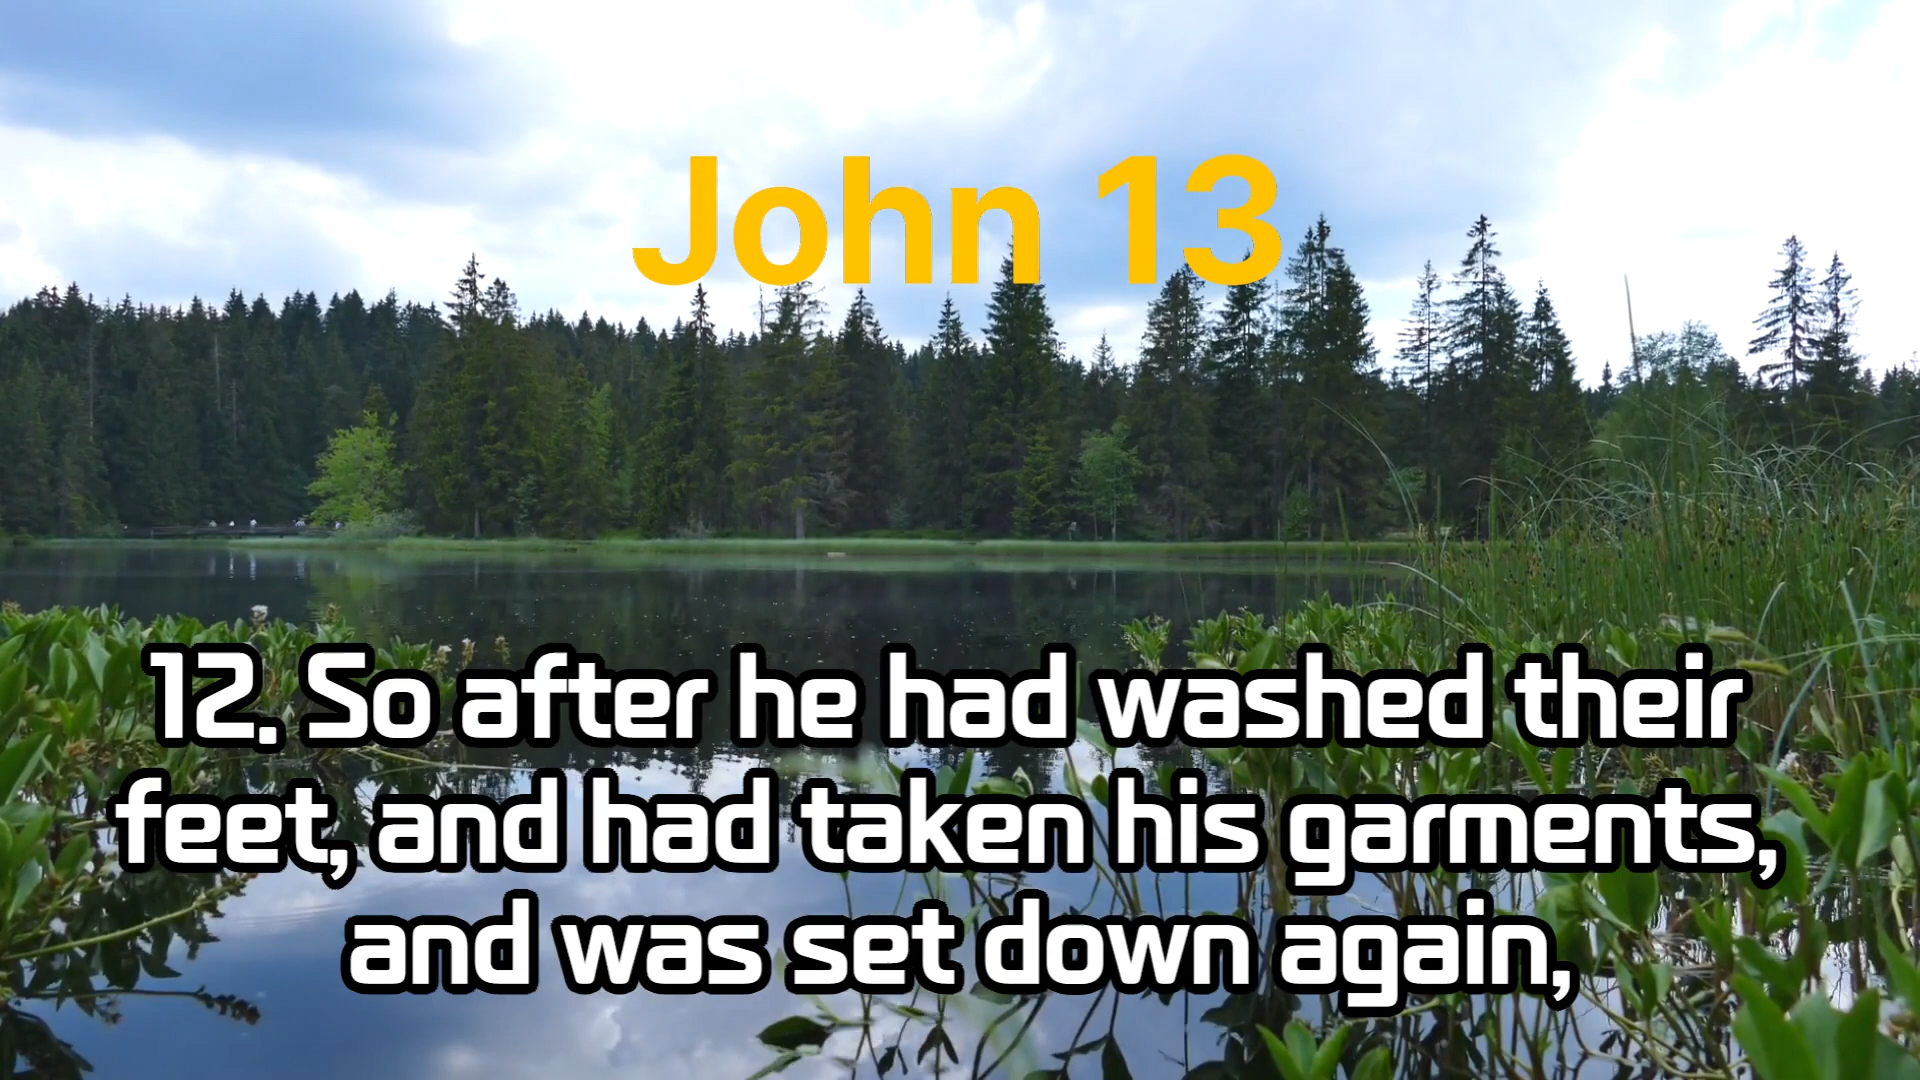 John 13
12. So after he had washed their
feet, and had taken his garments,
and was set down again,